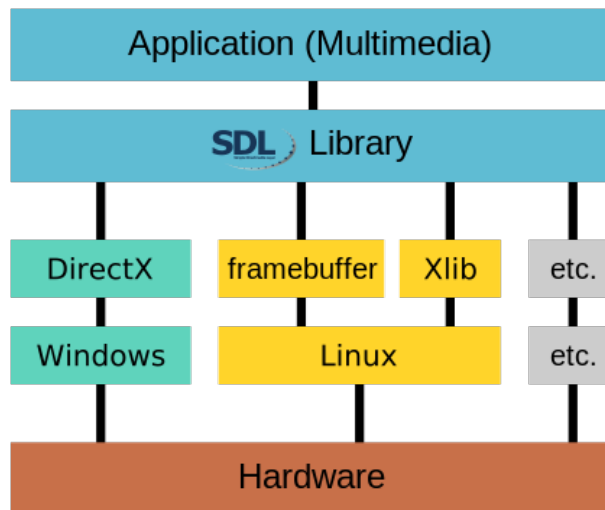 Application (Multimedia)
SDL Library
DirectX framebuffer Xlib etc.
Windows Linux etc.
Hardware